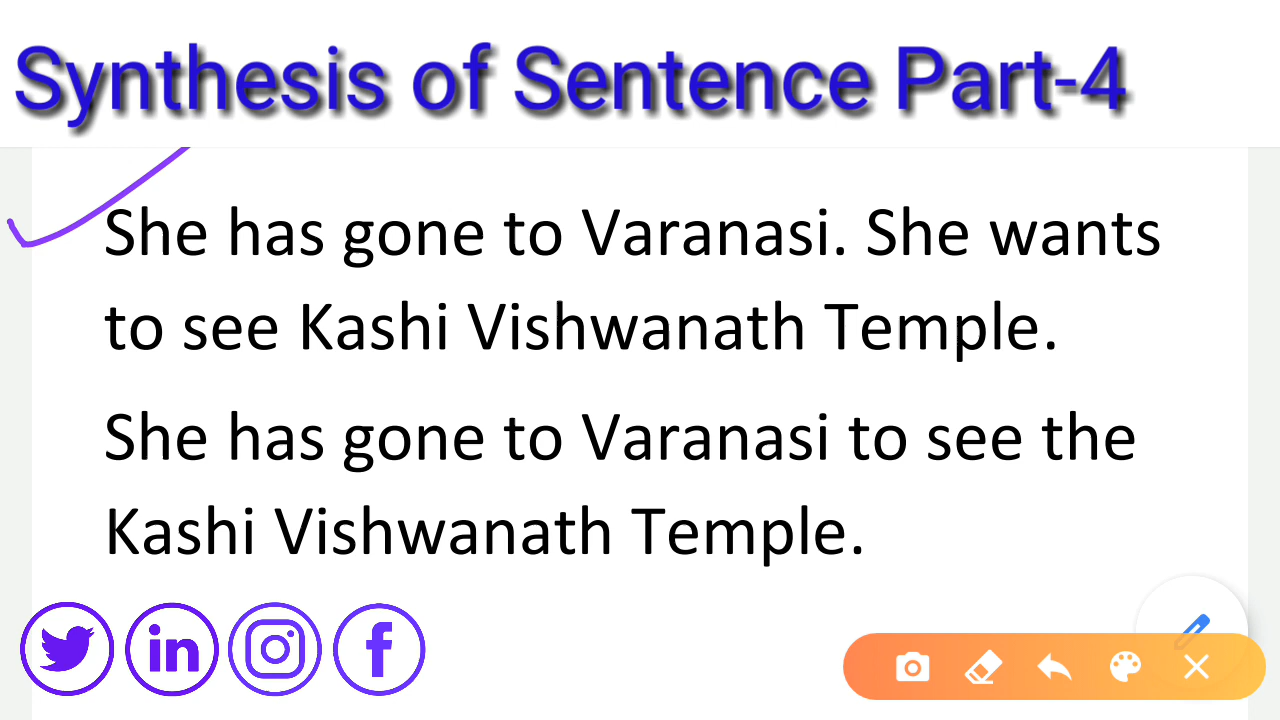 Synthesis of Sentence Part-4
She has gone to Varanasi. She wants
to see Kashi Vishwanath Temple.
She has gone to Varanasi to see the
Kashi Vishwanath Temple.